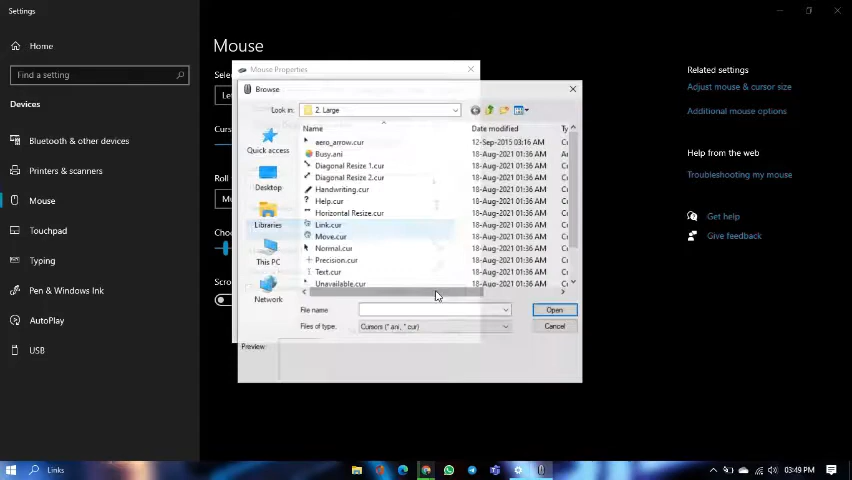 Settings
Home
Find a setting
Devices
Bluetooth & other devices
Printers & scanners
Mouse
Touchpad
Typing
Pen & Windows Ink
AutoPlay
USB
Mouse
Mouse Properties
Browse
Look in:
2. Large
Name
Date modified
aero_arrow.cur
12-Sep-2015 03:16 AM
Busy.ani
18-Aug-2021 01:36 AM
Diagonal Resize 1.cur
18-Aug-2021 01:36 AM
Diagonal Resize 2.cur
18-Aug-2021 01:36 AM
Handwriting.cur
18-Aug-2021 01:36 AM
Help.cur
18-Aug-2021 01:36 AM
Horizontal Resize.cur
18-Aug-2021 01:36 AM
Link.cur
18-Aug-2021 01:36 AM
Move.cur
18-Aug-2021 01:36 AM
Normal.cur
18-Aug-2021 01:36 AM
Precision.cur
18-Aug-2021 01:36 AM
Text.cur
18-Aug-2021 01:36 AM
Unavailable.cur
18-Aug-2021 01:36 AM
Quick access
Desktop
Libraries
This PC
Network
File name
Open
Files of type:
Cursors (*.ani, *.cur)
Cancel
Preview:
Related settings
Adjust mouse & cursor size
Additional mouse options
Help from the web
Troubleshooting my mouse
Get help
Give feedback
Links
03:49 PM